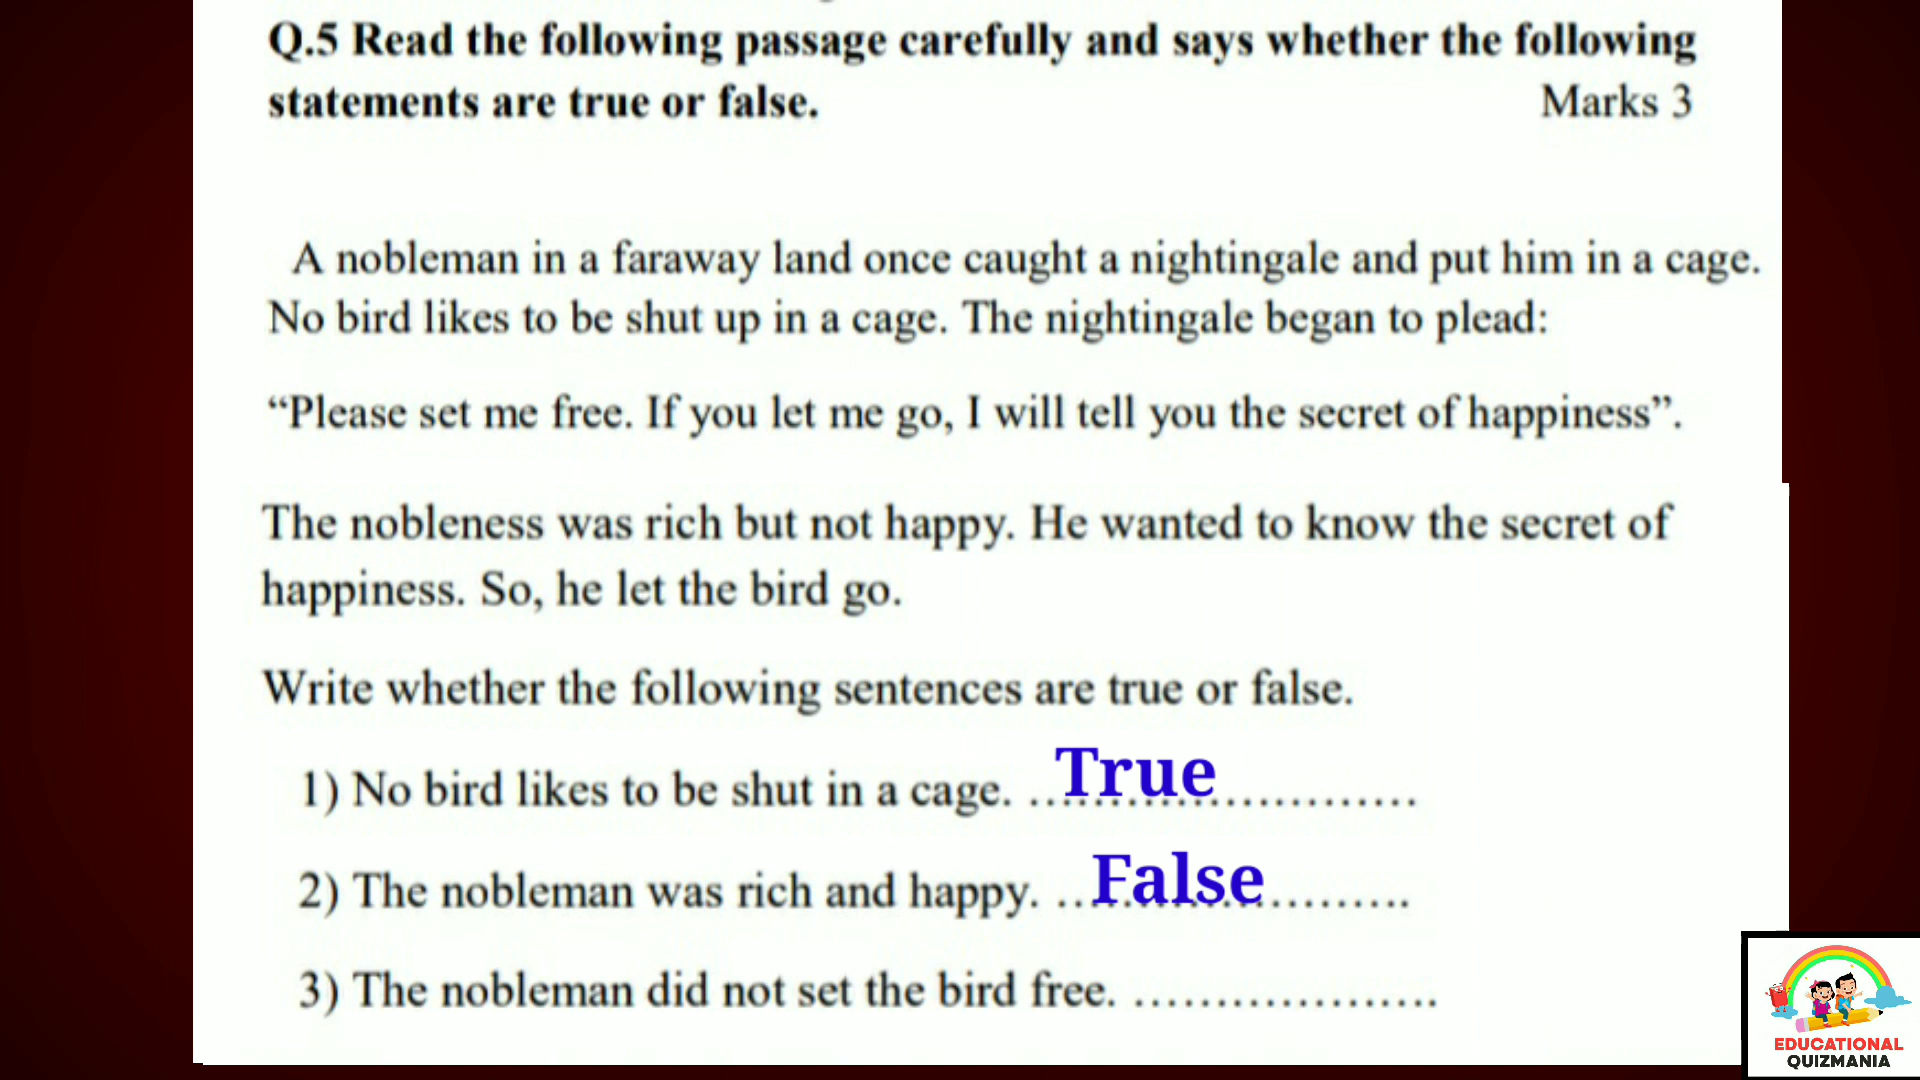 Q.5 Read the following passage carefully and says whether the following
statements are true or false. Marks 3
A nobleman in a faraway land once caught a nightingale and put him in a cage.
No bird likes to be shut up in a cage. The nightingale began to plead:
“Please set me free. If you let me go, I will tell you the secret of happiness”.
The nobleness was rich but not happy. He wanted to know the secret of
happiness. So, he let the bird go.
Write whether the following sentences are true or false.
1) No bird likes to be shut in a cage. ........................ True
2) The nobleman was rich and happy. ...................... False
3) The nobleman did not set the bird free. ...................
EDUCATIONAL
QUIZMANIA